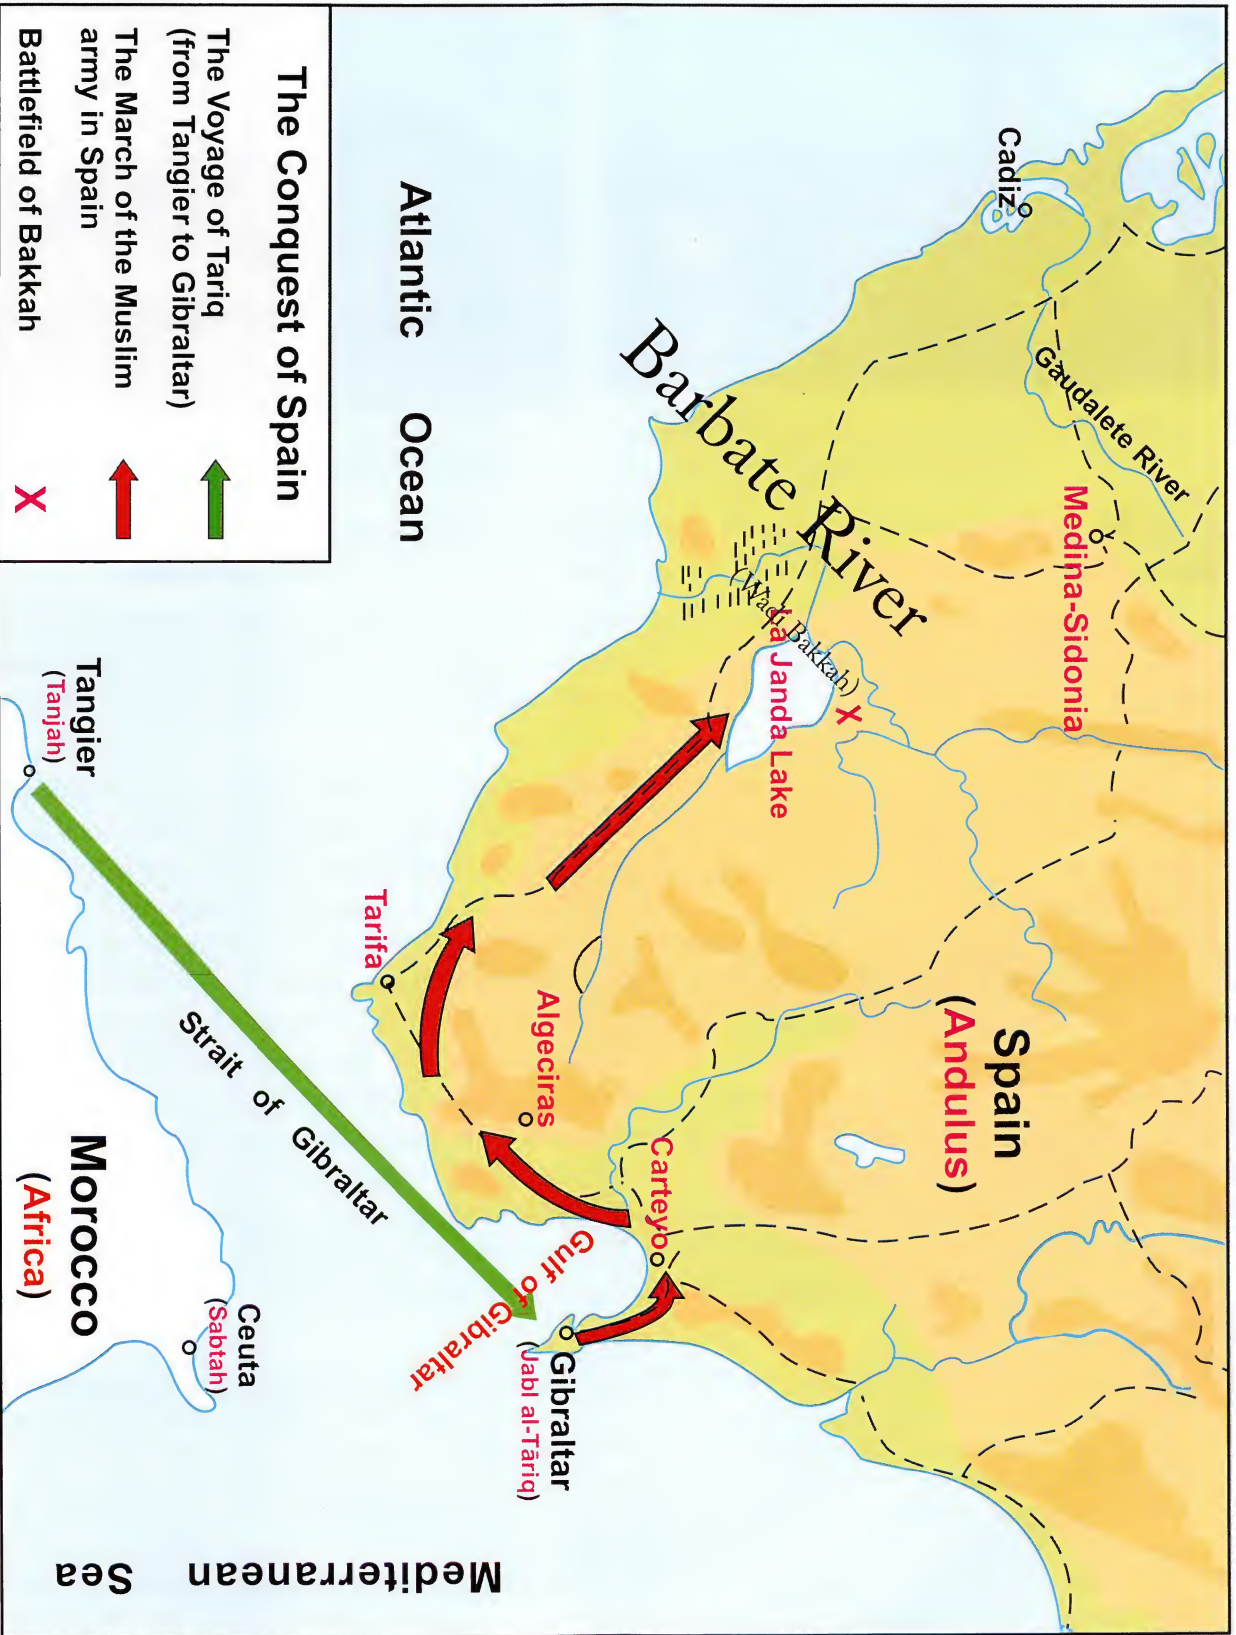 The Conquest of Spain
The Voyage of Tariq
(from Tangier to Gibraltar)
The March of the Muslim
army in Spain
Battlefield of Bakkah
X
Atlantic Ocean
Cadiz
Gaudalete River
Medina-Sidonia
Barbate River
(Wadi Bakkah)
La Janda Lake
X
Spain
(Andulus)
Tarifa
Algeciras
Carteyo
Gulf of Gibraltar
Gibraltar
(Jabl al-Tāriq)
Strait of Gibraltar
Tangier
(Tanjah)
Morocco
(Africa)
Ceuta
(Sabtah)
Mediterranean
Sea